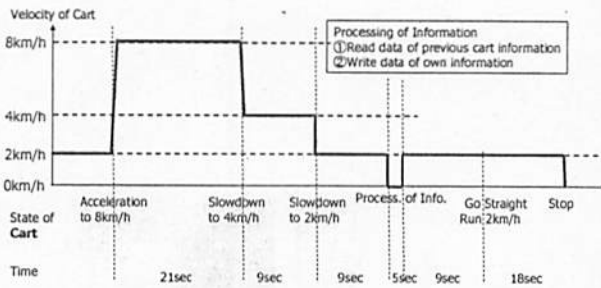 Velocity of Cart
Processing of Information
①Read data of previous cart information
②Write data of own information
8km/h
4km/h
2km/h
0km/h
State of Cart
Acceleration to 8km/h
Slowdown to 4km/h
Slowdown to 2km/h
Process. of Info.
Go Straight Run 2km/h
Stop
Time
21sec
9sec
9sec
5sec
9sec
18sec